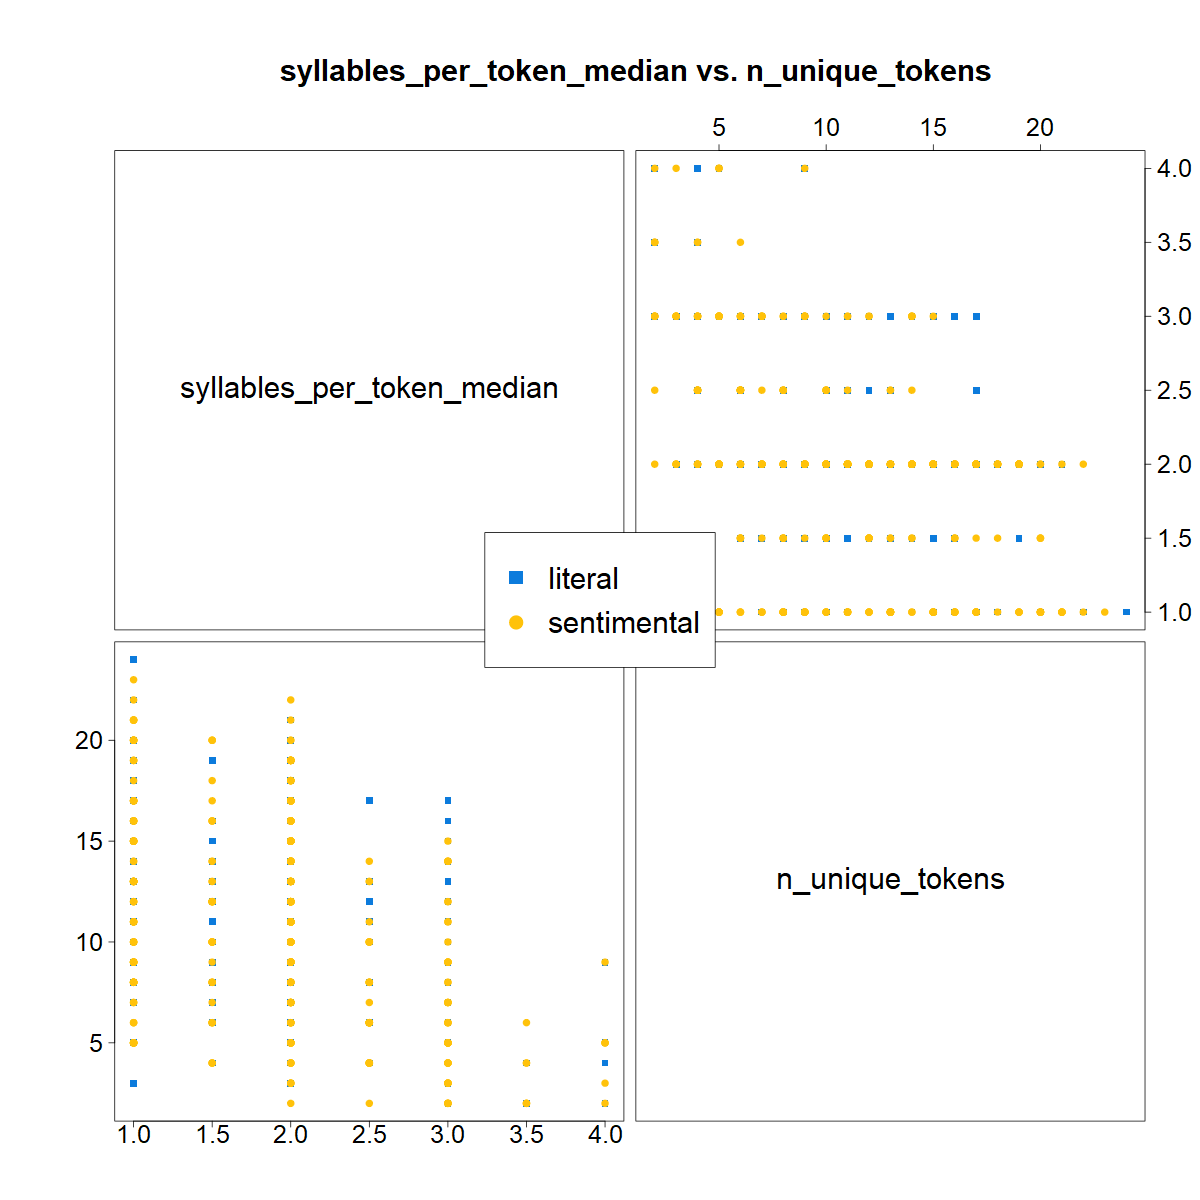 syllables_per_token_median vs. n_unique_tokens
5 10 15 20
syllables_per_token_median
4.0
3.5
3.0
2.5
2.0
1.5
1.0
literal
sentimental
20
15
10
5
n_unique_tokens
1.0 1.5 2.0 2.5 3.0 3.5 4.0